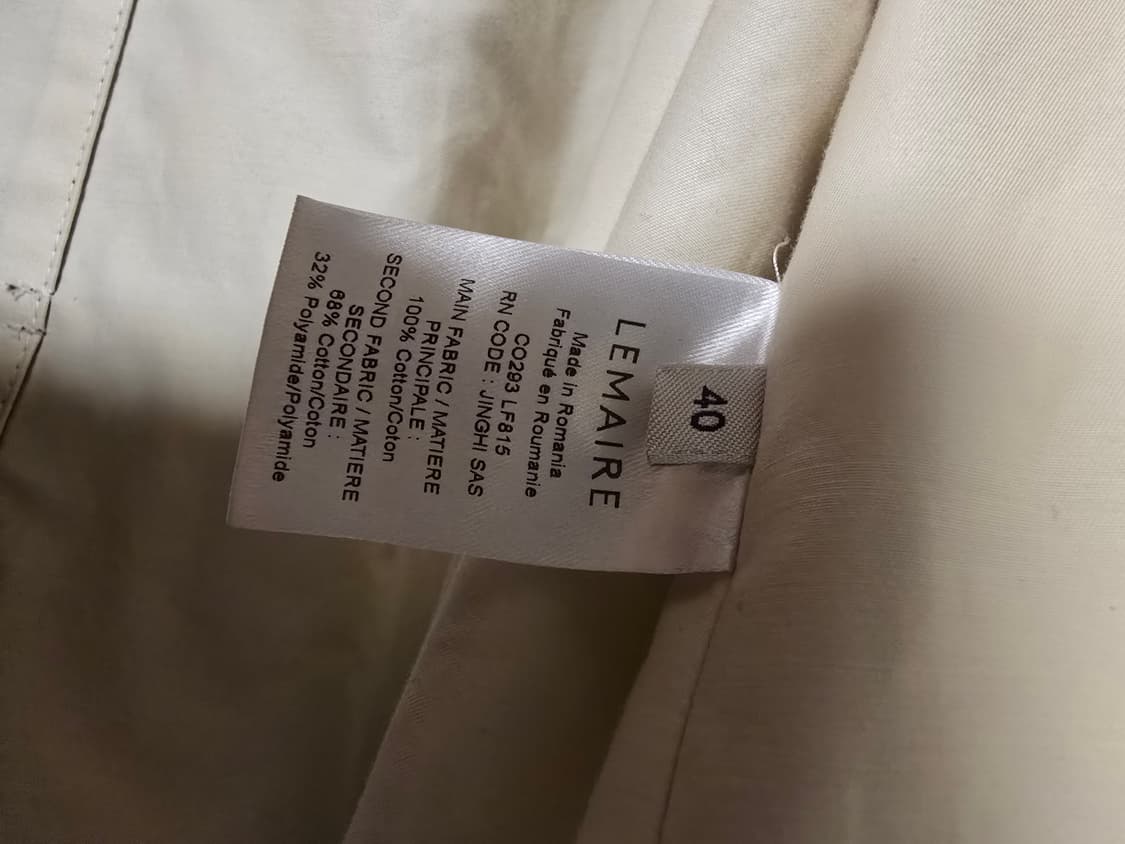 40
LEMAIRE
Made in Romania
Fabriqué en Roumanie
CO293 LF815
RN CODE : JINGHI SAS
MAIN FABRIC / MATIERE
PRINCIPALE :
100% Cotton/Coton
SECOND FABRIC / MATIERE
SECONDAIRE :
68% Cotton/Coton
32% Polyamide/Polyamide